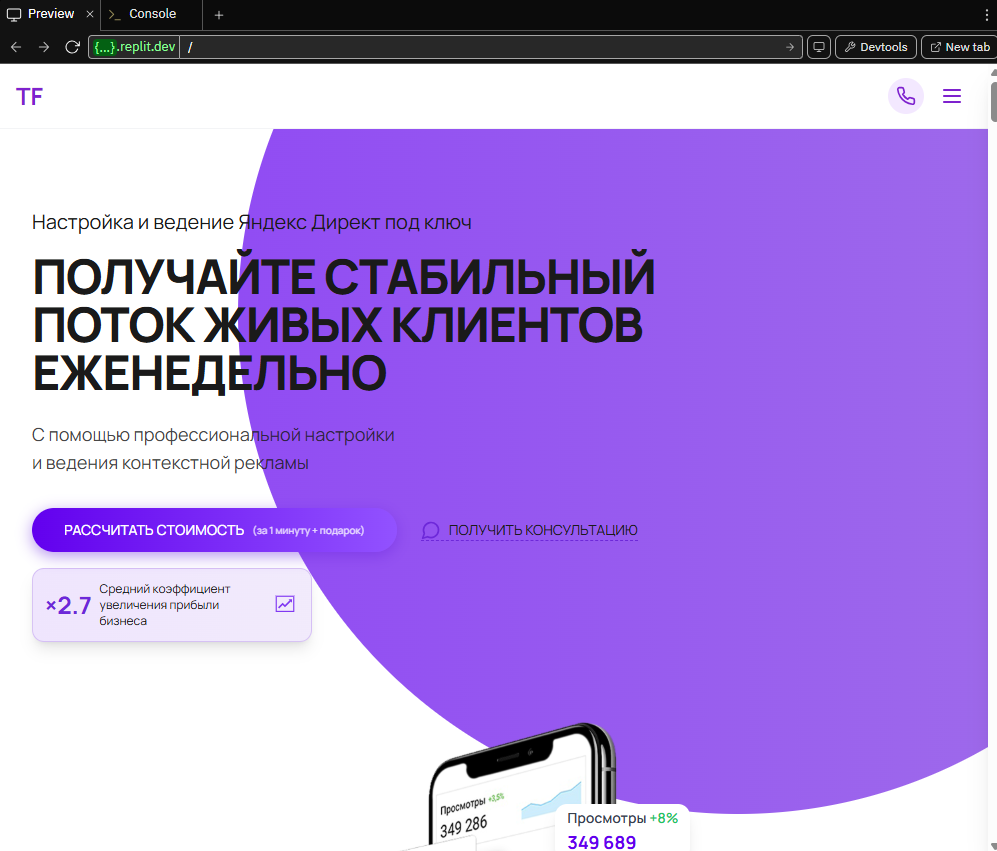 Preview
Console
{...}.replit.dev /
Devtools
New tab
TF
Настройка и ведение Яндекс Директ под ключ
ПОЛУЧАЙТЕ СТАБИЛЬНЫЙ
ПОТОК ЖИВЫХ КЛИЕНТОВ
ЕЖЕНЕДЕЛЬНО
С помощью профессиональной настройки
и ведения контекстной рекламы
РАССЧИТАТЬ СТОИМОСТЬ (за 1 минуту + подарок)
ПОЛУЧИТЬ КОНСУЛЬТАЦИЮ
×2.7
Средний коэффициент
увеличения прибыли
бизнеса
Просмотры +3,5%
349 286
Просмотры +8%
349 689